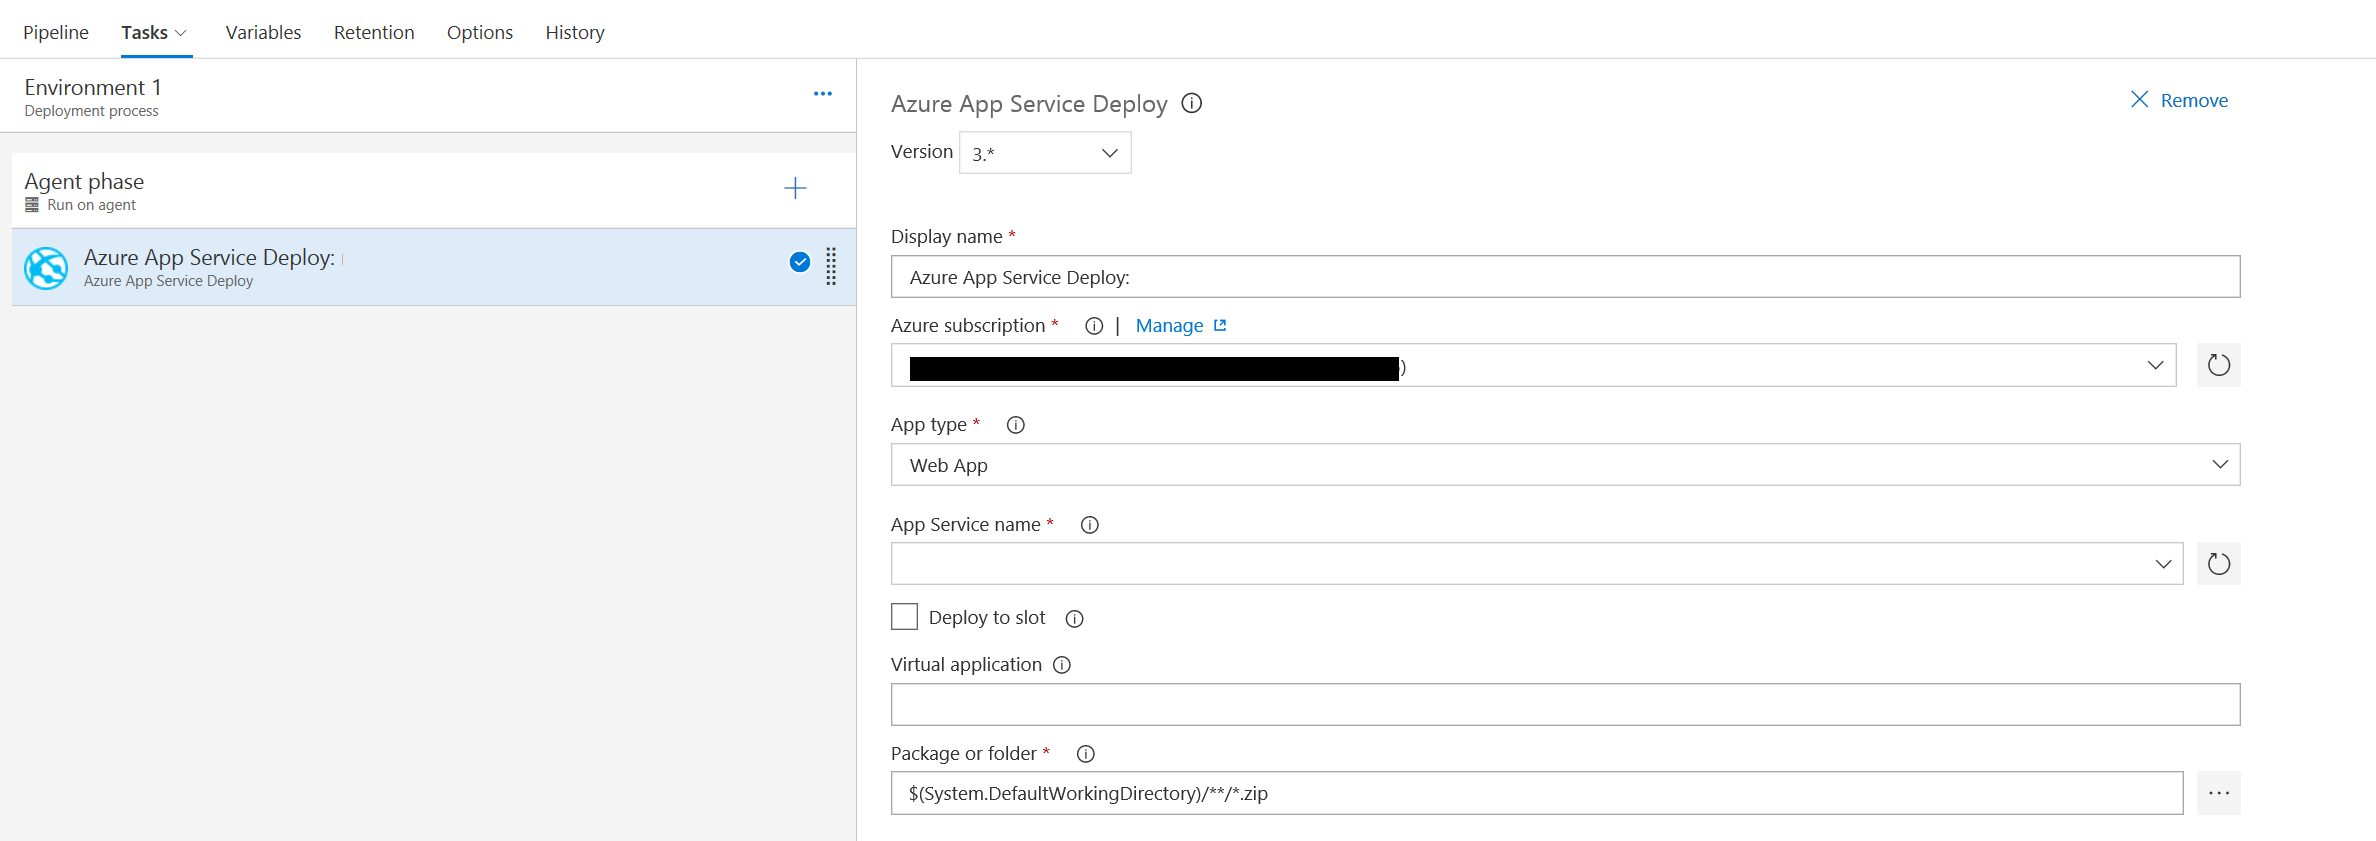 Pipeline Tasks Variables Retention Options History
Environment 1
Deployment process
Agent phase
Run on agent
Azure App Service Deploy:
Azure App Service Deploy
Azure App Service Deploy
Remove
Version 3.*
Display name *
Azure App Service Deploy:
Azure subscription * | Manage
)
App type *
Web App
App Service name *
Deploy to slot
Virtual application
Package or folder *
$(System.DefaultWorkingDirectory)/**/*.zip